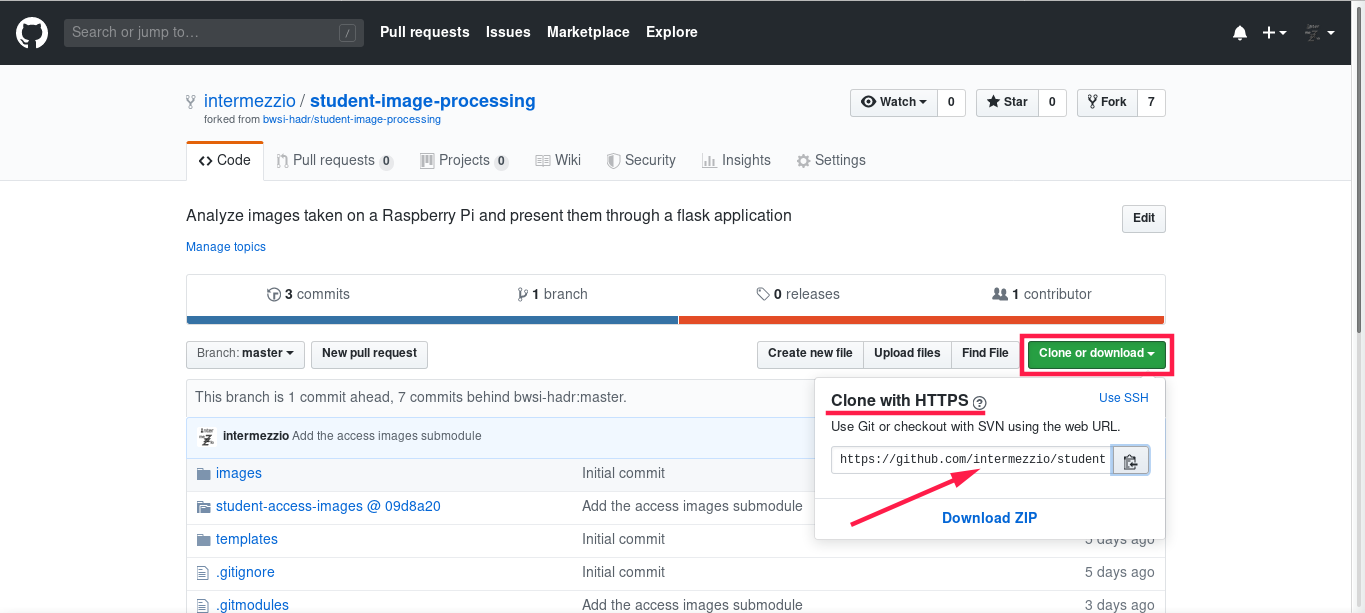 Search or jump to… / Pull requests Issues Marketplace Explore
intermezzio / student-image-processing Watch 0 Star 0 Fork 7
forked from bwsi-hadr/student-image-processing
Code Pull requests 0 Projects 0 Wiki Security Insights Settings
Analyze images taken on a Raspberry Pi and present them through a flask application Edit
Manage topics
3 commits 1 branch 0 releases 1 contributor
Branch: master New pull request Create new file Upload files Find File Clone or download
This branch is 1 commit ahead, 7 commits behind bwsi-hadr:master.
Clone with HTTPS ? Use SSH
Use Git or checkout with SVN using the web URL.
intermezzio Add the access images submodule
https://github.com/intermezzio/student
images Initial commit
student-access-images @ 09d8a20 Add the access images submodule
Download ZIP
templates Initial commit days ago
.gitignore Initial commit 5 days ago
.gitmodules Add the access images submodule 3 days ago